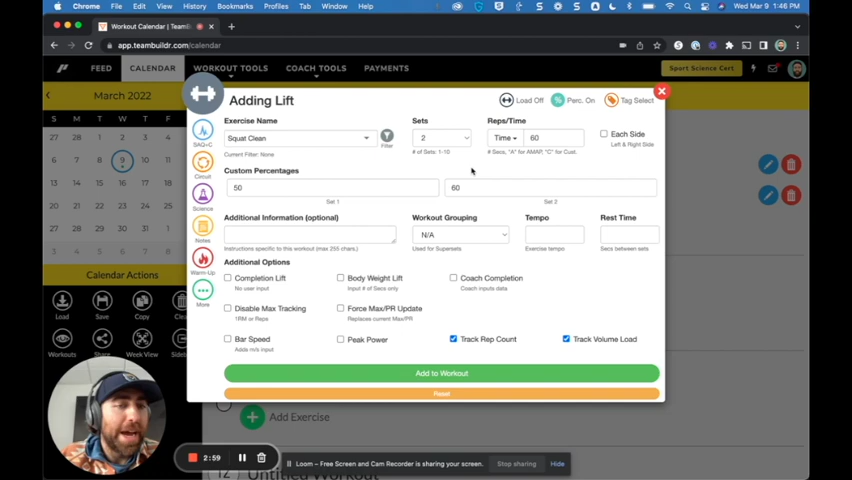 Chrome File Edit View History Bookmarks Profiles Tab Window Help Wed Mar 9 1:46 PM
Workout Calendar | TeamBuildr
app.teambuildr.com/calendar
FEED CALENDAR WORKOUT TOOLS COACH TOOLS PAYMENTS Sport Science Cert
March 2022
S M T W T F S
27 28 1 2 3 4 5
6 7 8 9 10 11 12
13 14 15 16 17 18 19
20 21 22 23 24 25 26
27 28 29 30 31 1 2
Calendar Actions
Load Save Copy Clea
Workouts Share Week View Sideb
SAQ+C
Circuit
Science
Notes
Warm-Up
More
Adding Lift
Load Off Perc. On Tag Select
Exercise Name Sets Reps/Time
Squat Clean Filter 2 Time 60 Each Side
Left & Right Side
Current Filter: None # of Sets: 1-10 # Secs, "A" for AMAP, "C" for Cust.
Custom Percentages
50 60
Set 1 Set 2
Additional Information (optional) Workout Grouping Tempo Rest Time
N/A
Instructions specific to this workout (max 255 chars.) Used for Supersets Exercise tempo Secs between sets
Additional Options
Completion Lift Body Weight Lift Coach Completion
No user input Input # of Secs only Coach inputs data
Disable Max Tracking Force Max/PR Update
1RM or Reps Replaces current Max/PR
Bar Speed Peak Power Track Rep Count Track Volume Load
Adds m/s input
Add to Workout
Reset
Add Exercise
2:59
Loom – Free Screen and Cam Recorder is sharing your screen. Stop sharing Hide
12 Untitled Workout